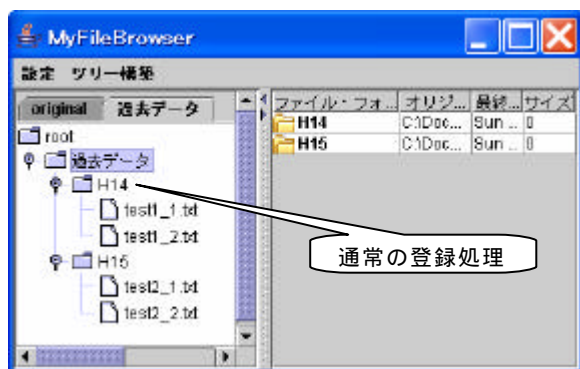 MyFileBrowser
設定 ツリー構築
original 過去データ
ファイル・フォ... オリジ... 最終... サイズ
root
過去データ
H14
test1_1.txt
test1_2.txt
H15
test2_1.txt
test2_2.txt
H14 C:\Doc... Sun ... 0
H15 C:\Doc... Sun ... 0
通常の登録処理